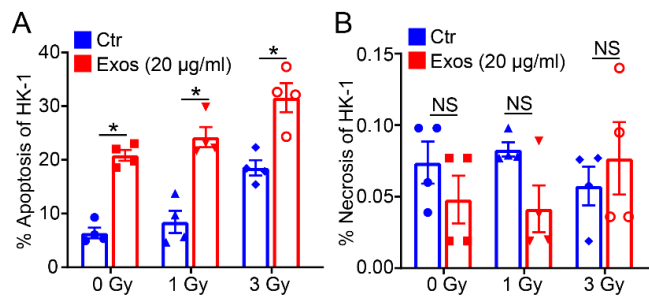 A
Ctr
Exos (20 µg/ml)
% Apoptosis of HK-1
40
30
20
10
0
*
*
*
0 Gy
1 Gy
3 Gy
B
Ctr
Exos (20 µg/ml)
% Necrosis of HK-1
0.15
0.10
0.05
0.00
NS
NS
NS
0 Gy
1 Gy
3 Gy